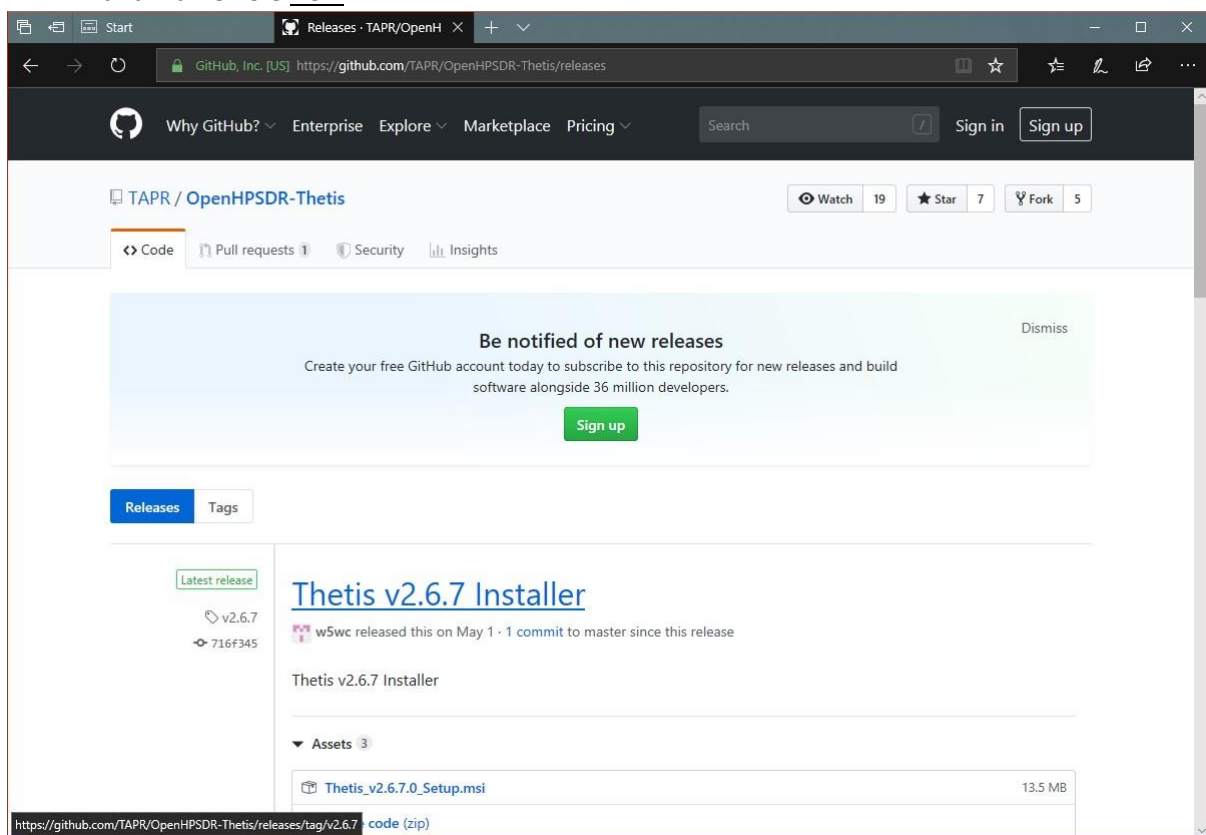 Start
Releases · TAPR/OpenH
GitHub, Inc. [US] https://github.com/TAPR/OpenHPSDR-Thetis/releases
Why GitHub? Enterprise Explore Marketplace Pricing Search / Sign in Sign up
TAPR / OpenHPSDR-Thetis Watch 19 Star 7 Fork 5
Code Pull requests 1 Security Insights
Dismiss
Be notified of new releases
Create your free GitHub account today to subscribe to this repository for new releases and build
software alongside 36 million developers.
Sign up
Releases Tags
Latest release
v2.6.7
716f345
Thetis v2.6.7 Installer
w5wc released this on May 1 · 1 commit to master since this release
Thetis v2.6.7 Installer
Assets 3
Thetis_v2.6.7.0_Setup.msi 13.5 MB
code (zip)
https://github.com/TAPR/OpenHPSDR-Thetis/releases/tag/v2.6.7